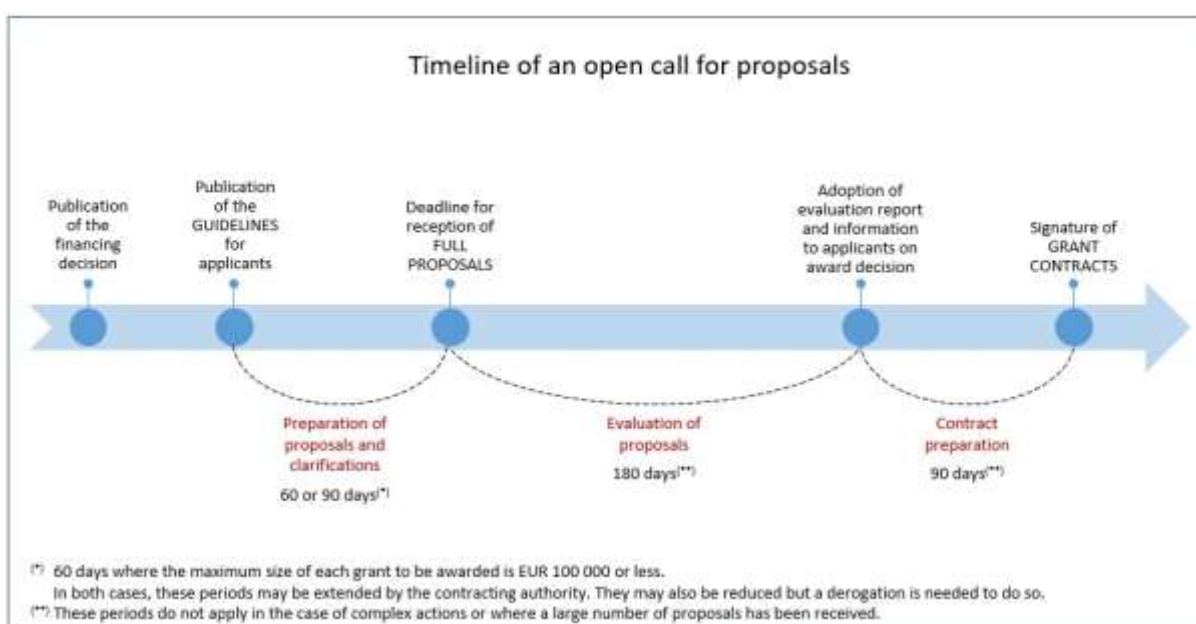 Timeline of an open call for proposals
Publication
of the
financing
decision
Publication
of the
GUIDELINES
for
applicants
Deadline for
reception of
FULL
PROPOSALS
Adoption of
evaluation report
and information
to applicants on
award decision
Signature of
GRANT
CONTRACTS
Preparation of
proposals and
clarifications
60 or 90 days(*)
Evaluation of
proposals
180 days(**)
Contract
preparation
90 days(**)
(*) 60 days where the maximum size of each grant to be awarded is EUR 100 000 or less.
In both cases, these periods may be extended by the contracting authority. They may also be reduced but a derogation is needed to do so.
(**) These periods do not apply in the case of complex actions or where a large number of proposals has been received.